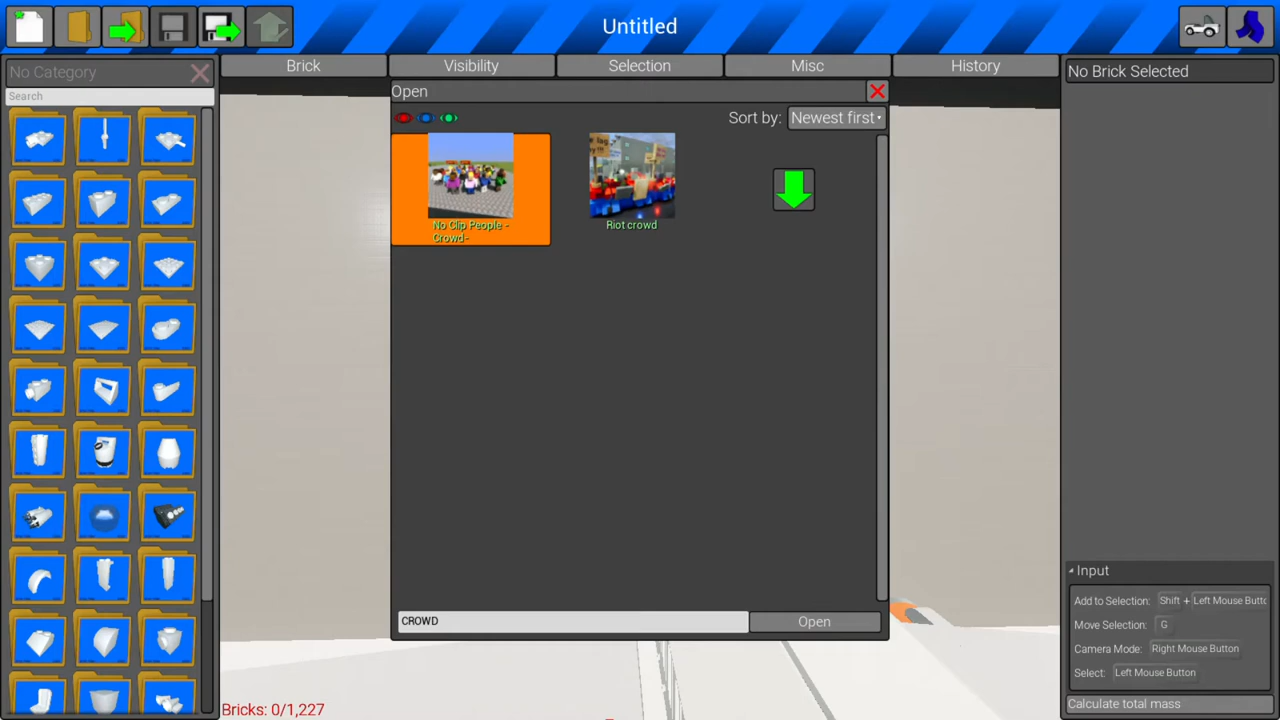 Untitled
No Category
Search
Brick
Visibility
Selection
Misc
History
No Brick Selected
Open
Sort by:
Newest first
No Clip People -
Crowd-
Riot crowd
CROWD
Open
Input
Add to Selection: Shift + Left Mouse Butto
Move Selection: G
Camera Mode: Right Mouse Button
Select: Left Mouse Button
Calculate total mass
Bricks: 0/1,227